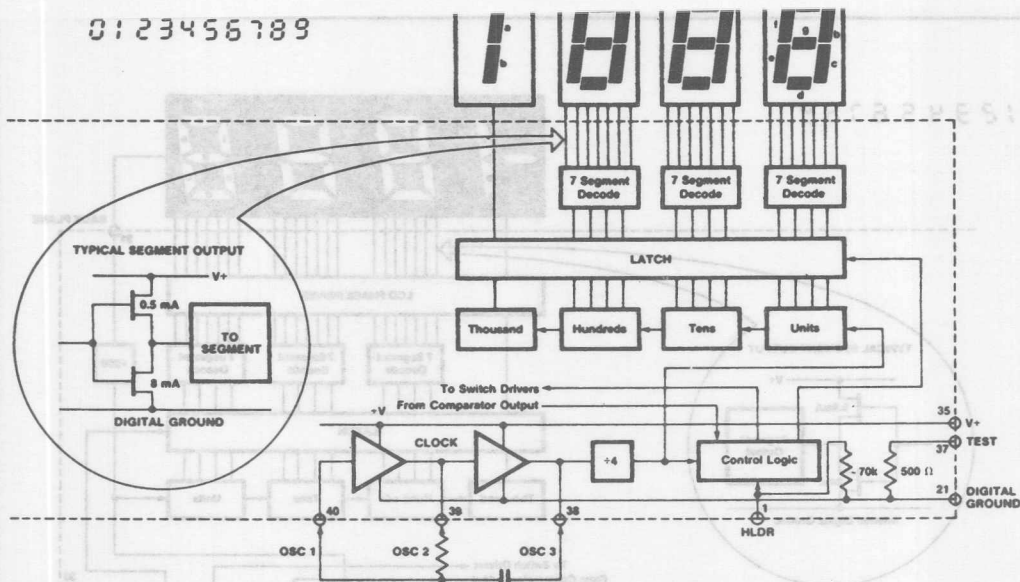 0123456789
a
b
f
g
b
e
c
d
7 Segment Decode
7 Segment Decode
7 Segment Decode
TYPICAL SEGMENT OUTPUT
V+
0.5 mA
TO SEGMENT
8 mA
DIGITAL GROUND
LATCH
Thousand
Hundreds
Tens
Units
To Switch Drivers
From Comparator Output
+V
CLOCK
÷4
Control Logic
~70k
500 Ω
35
V+
TEST
37
21
DIGITAL GROUND
40
39
38
1
OSC 1
OSC 2
OSC 3
HLDR